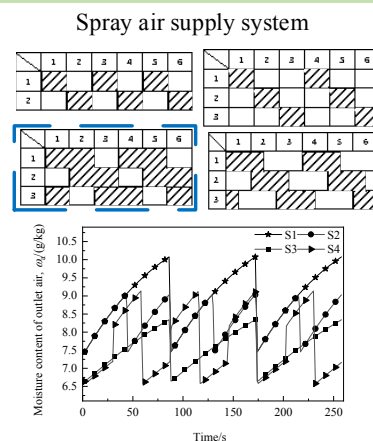 Spray air supply system
1 2 3 4 5 6
1
2
1 2 3 4 5 6
1
2
3
1 2 3 4 5 6
1
2
3
1 2 3 4 5 6
1
2
3
S1 S2
S3 S4
Moisture content of outlet air, ω
/(g/kg)
10.0
9.5
9.0
8.5
8.0
7.5
7.0
6.5
0 50 100 150 200 250
Time/s